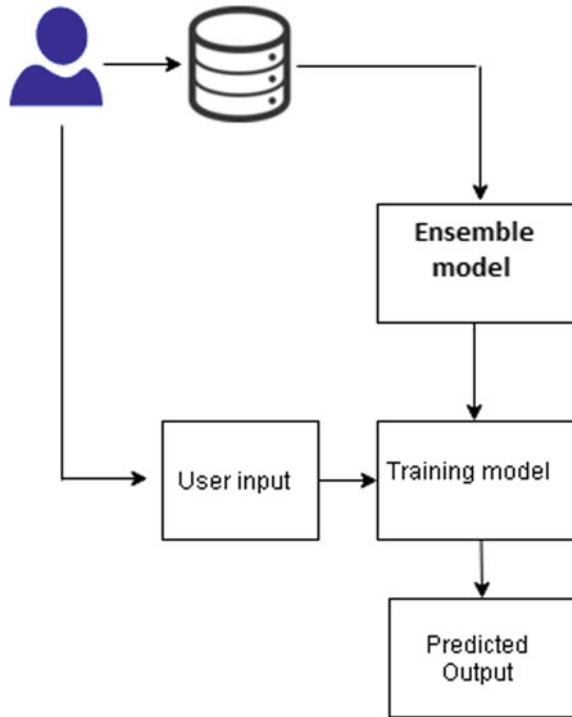 Ensemble
model
User input
Training model
Predicted
Output